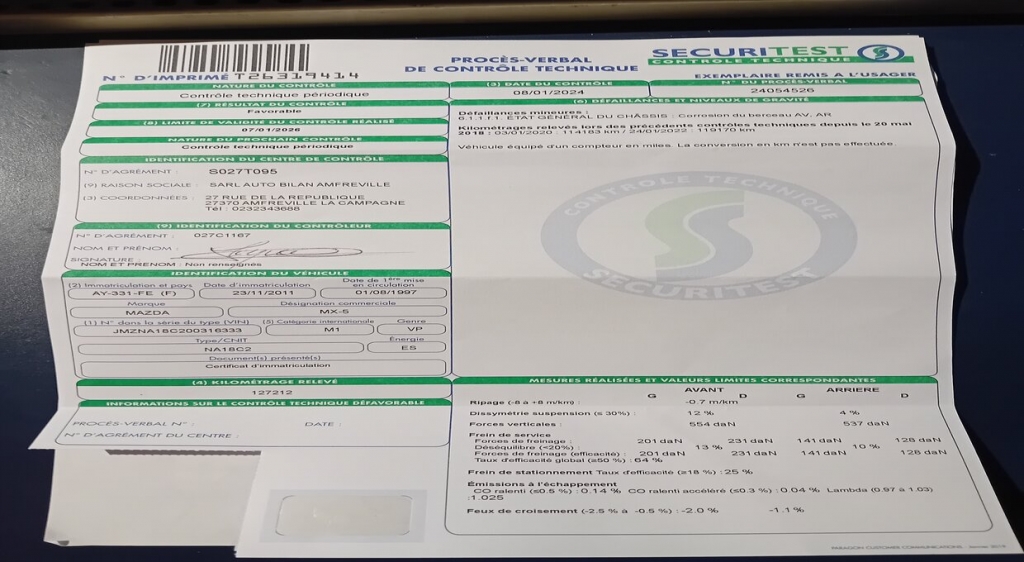 N° D'IMPRIMÉ T26319414
PROCÈS-VERBAL
DE CONTRÔLE TECHNIQUE
SECURITEST
CONTROLE TECHNIQUE
EXEMPLAIRE REMIS A L'USAGER
NATURE DU CONTRÔLE
Contrôle technique périodique
(7) RÉSULTAT DU CONTRÔLE
Favorable
(8) LIMITE DE VALIDITÉ DU CONTRÔLE RÉALISÉ
07/01/2026
NATURE DU PROCHAIN CONTRÔLE
Contrôle technique périodique
IDENTIFICATION DU CENTRE DE CONTRÔLE
N° D'AGRÉMENT : S027T095
(9) RAISON SOCIALE : SARL AUTO BILAN AMFREVILLE
(3) COORDONNÉES : 27 RUE DE LA REPUBLIQUE
27370 AMFREVILLE LA CAMPAGNE
Tél : 0232343688
(9) IDENTIFICATION DU CONTRÔLEUR
N° D'AGRÉMENT : 027C1167
NOM ET PRÉNOM :
SIGNATURE :
NOM ET PRENOM : Non renseignés
IDENTIFICATION DU VÉHICULE
(2) Immatriculation et pays Date d'immatriculation Date de 1ère mise en circulation
AY-331-FE (F) 23/11/2011 01/08/1997
Marque Désignation commerciale
MAZDA MX-5
(1) N° dans la série du type (VIN) (5) Catégorie internationale Genre
JMZNA18C200316333 M1 VP
Type/CNIT Énergie
NA18C2 ES
Document(s) présenté(s)
Certificat d'immatriculation
(4) KILOMÉTRAGE RELEVÉ
127212
INFORMATIONS SUR LE CONTRÔLE TECHNIQUE DÉFAVORABLE
PROCÈS-VERBAL N° : DATE :
N° D'AGRÉMENT DU CENTRE :
(3) DATE DU CONTRÔLE N° DU PROCÈS-VERBAL
08/01/2024 24054526
(6) DÉFAILLANCES ET NIVEAUX DE GRAVITÉ
Défaillances mineures :
6.1.1.f.1. ETAT GÉNÉRAL DU CHÂSSIS : Corrosion du berceau AV, AR
Kilométrages relevés lors des précédents contrôles techniques depuis le 20 mai
2018 : 03/01/2020 : 114183 km / 24/01/2022 : 119170 km
Véhicule équipé d'un compteur en miles. La conversion en km n'est pas effectuée.
CONTROLE TECHNIQUE
SECURITEST
MESURES RÉALISÉES ET VALEURS LIMITES CORRESPONDANTES
AVANT ARRIERE
G D G D
Ripage (-8 à +8 m/km) : -0.7 m/km
Dissymétrie suspension (≤ 30%) : 12 % 4 %
Forces verticales : 554 daN 537 daN
Frein de service
Forces de freinage : 201 daN 231 daN 141 daN 128 daN
Déséquilibre (<20%) : 13 % 10 %
Forces de freinage (efficacité) : 201 daN 231 daN 141 daN 128 daN
Taux d'efficacité global (≥50 %) : 64 %
Frein de stationnement Taux d'efficacité (≥18 %) : 25 %
Émissions à l'échappement
CO ralenti (≤0.5 %) : 0.14 % CO ralenti accéléré (≤0.3 %) : 0.04 % Lambda (0.97 à 1.03)
:1.025
Feux de croisement (-2.5 % à -0.5 %) : -2.0 % -1.1 %
PARAGON CUSTOMER COMMUNICATIONS